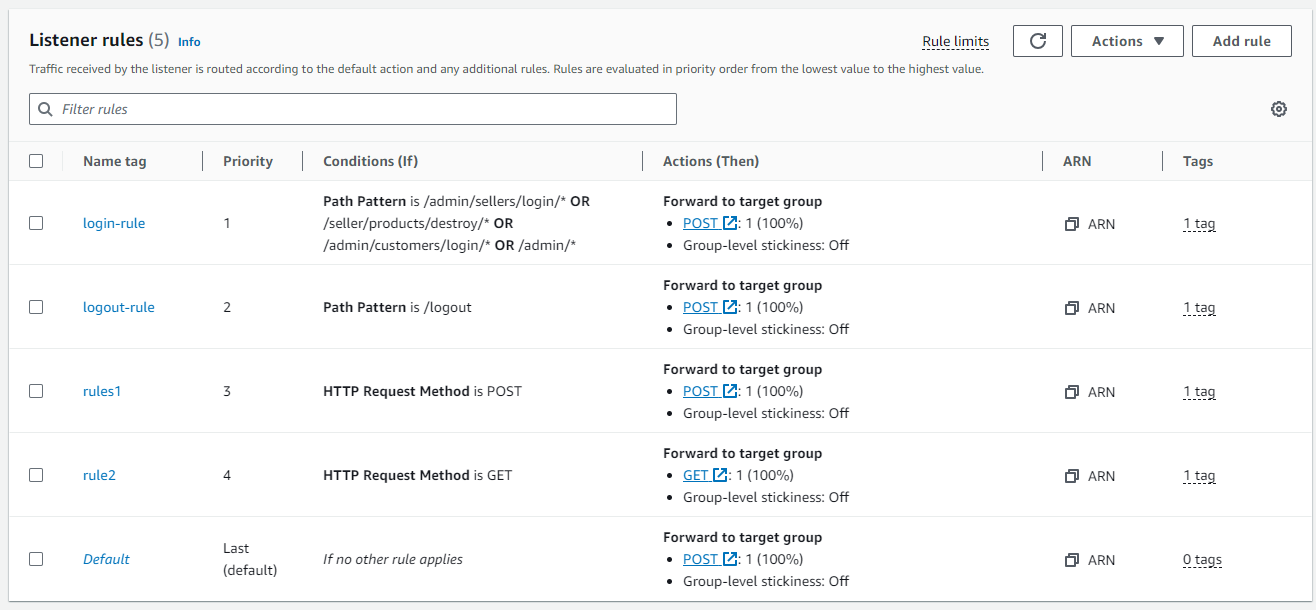 Listener rules (5) Info
Rule limits
Actions
Add rule
Traffic received by the listener is routed according to the default action and any additional rules. Rules are evaluated in priority order from the lowest value to the highest value.
Filter rules
Name tag Priority Conditions (If) Actions (Then) ARN Tags
login-rule
1
Path Pattern is /admin/sellers/login/* OR
/seller/products/destroy/* OR
/admin/customers/login/* OR /admin/*
Forward to target group
• POST : 1 (100%)
• Group-level stickiness: Off
ARN
1 tag
logout-rule
2
Path Pattern is /logout
Forward to target group
• POST : 1 (100%)
• Group-level stickiness: Off
ARN
1 tag
rules1
3
HTTP Request Method is POST
Forward to target group
• POST : 1 (100%)
• Group-level stickiness: Off
ARN
1 tag
rule2
4
HTTP Request Method is GET
Forward to target group
• GET : 1 (100%)
• Group-level stickiness: Off
ARN
1 tag
Default
Last
(default)
If no other rule applies
Forward to target group
• POST : 1 (100%)
• Group-level stickiness: Off
ARN
0 tags